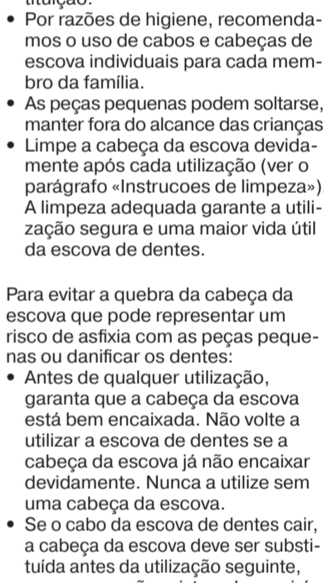 • Por razões de higiene, recomenda-
mos o uso de cabos e cabeças de
escova individuais para cada mem-
bro da família.
• As peças pequenas podem soltarse,
manter fora do alcance das crianças
• Limpe a cabeça da escova devida-
mente após cada utilização (ver o
parágrafo «Instrucoes de limpeza»)
A limpeza adequada garante a utili-
zação segura e uma maior vida útil
da escova de dentes.
Para evitar a quebra da cabeça da
escova que pode representar um
risco de asfixia com as peças peque-
nas ou danificar os dentes:
• Antes de qualquer utilização,
garanta que a cabeça da escova
está bem encaixada. Não volte a
utilizar a escova de dentes se a
cabeça da escova já não encaixar
devidamente. Nunca a utilize sem
uma cabeça da escova.
• Se o cabo da escova de dentes cair,
a cabeça da escova deve ser substi-
tuída antes da utilização seguinte,